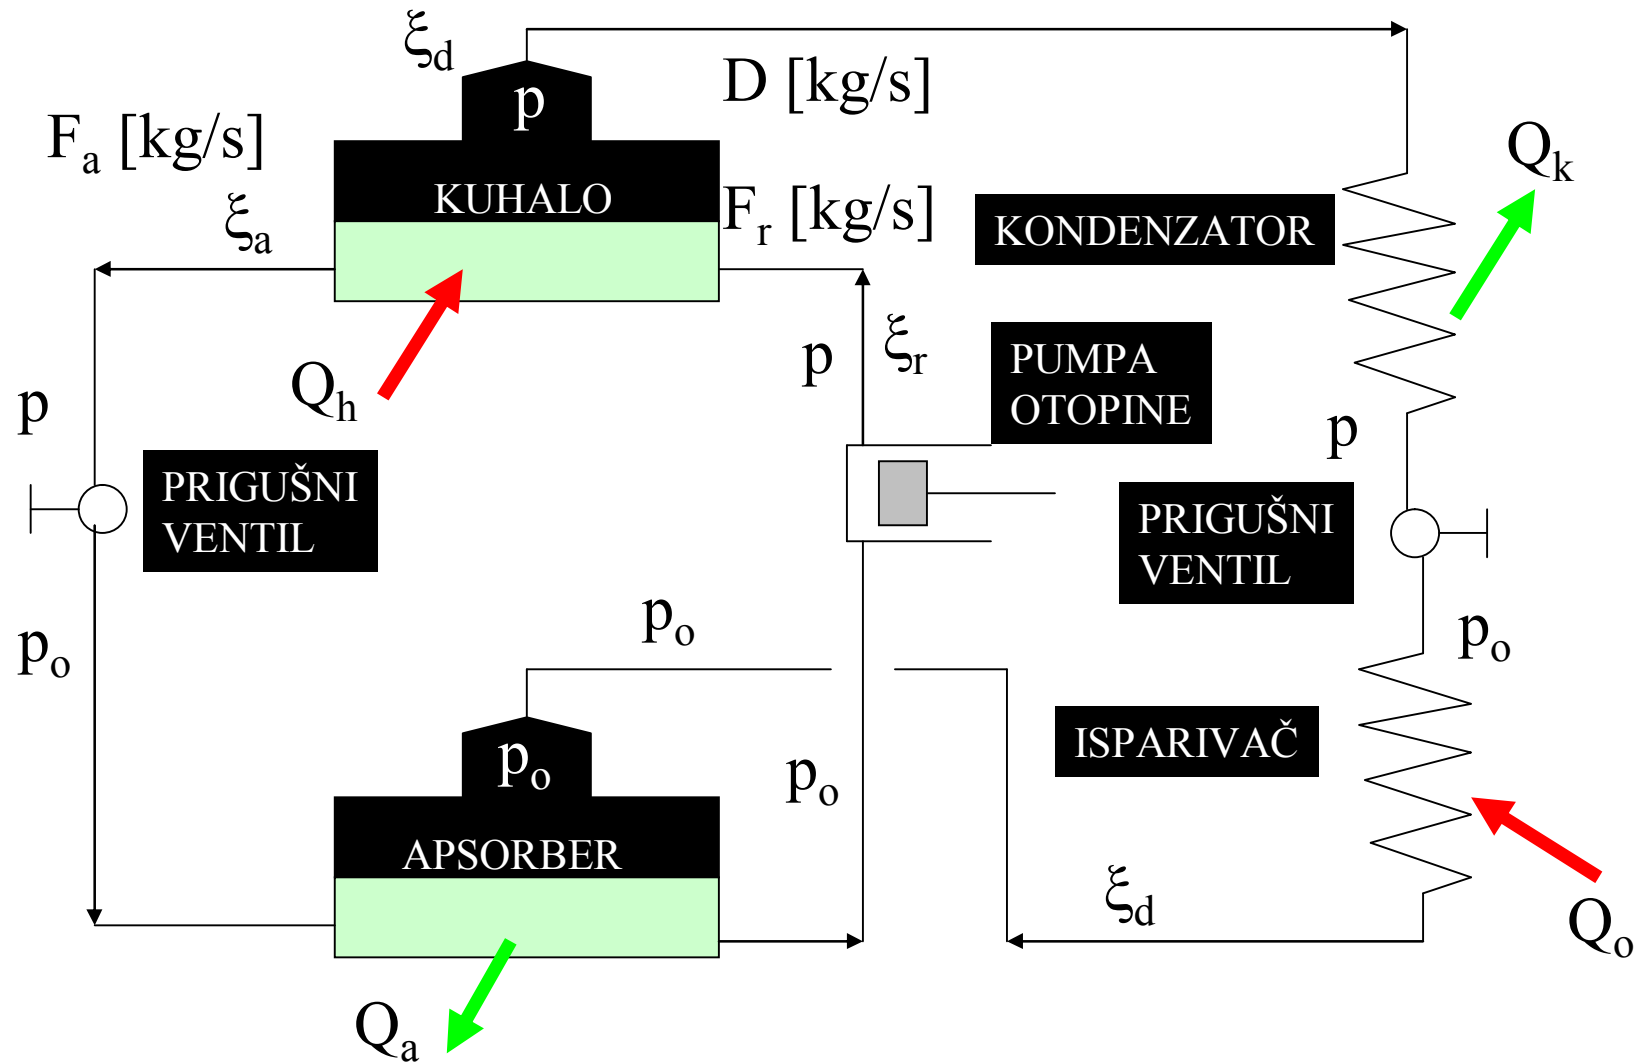 ξd
p
D [kg/s]
Fa [kg/s]
Qk
KUHALO
Fr [kg/s]
ξa
KONDENZATOR
ξr
p
PUMPA
OTOPINE
Qh
p
p
PRIGUŠNI
VENTIL
PRIGUŠNI
VENTIL
po
po
po
ISPARIVAČ
po
po
APSORBER
ξd
Qo
Qa